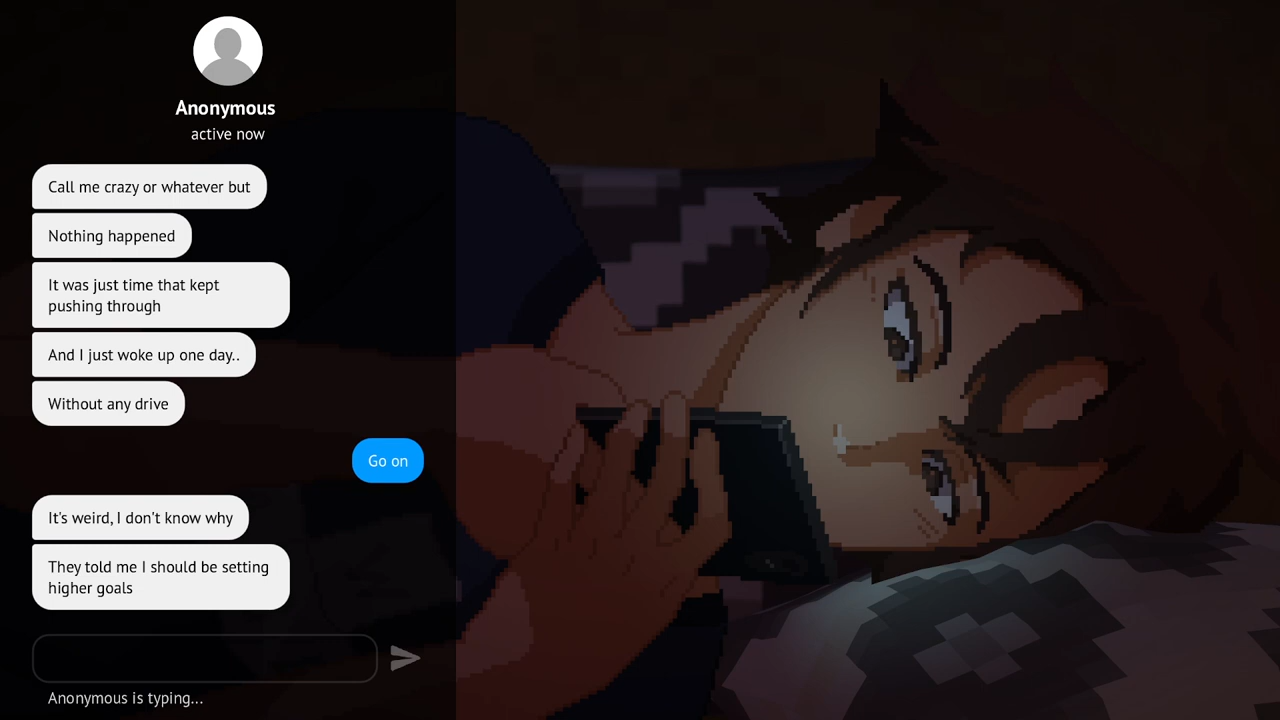 Anonymous
active now
Call me crazy or whatever but
Nothing happened
It was just time that kept
pushing through
And I just woke up one day..
Without any drive
Go on
It's weird, I don't know why
They told me I should be setting
higher goals
Anonymous is typing...